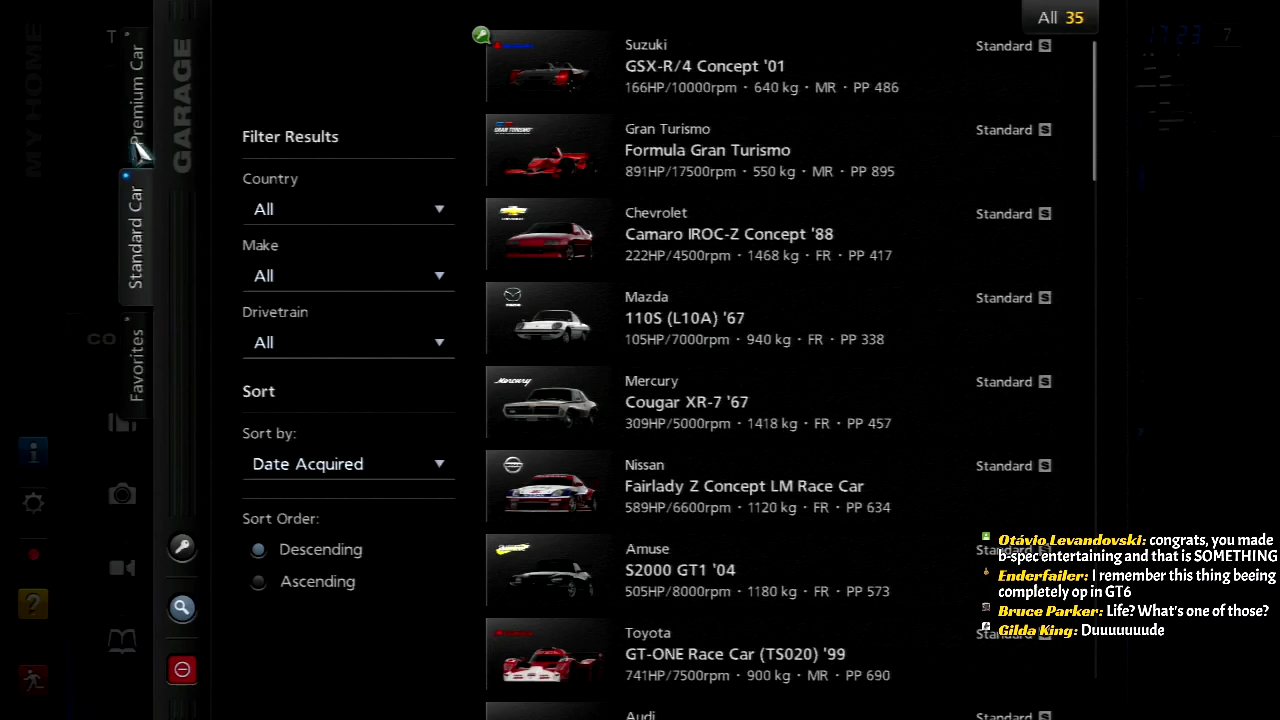 MY HOME
GARAGE
Premium Car
Standard Car
Favorites
All 35
17:23 7
Filter Results
Country
All
Make
All
Drivetrain
All
Sort
Sort by:
Date Acquired
Sort Order:
Descending
Ascending
Suzuki
GSX-R/4 Concept '01
166HP/10000rpm · 640 kg · MR · PP 486
Standard S
GRAN TURISMO
Gran Turismo
Formula Gran Turismo
891HP/17500rpm · 550 kg · MR · PP 895
Standard S
Chevrolet
Camaro IROC-Z Concept '88
222HP/4500rpm · 1468 kg · FR · PP 417
Standard S
Mazda
110S (L10A) '67
105HP/7000rpm · 940 kg · FR · PP 338
Standard S
Mercury
Mercury
Cougar XR-7 '67
309HP/5000rpm · 1418 kg · FR · PP 457
Standard S
Nissan
Fairlady Z Concept LM Race Car
589HP/6600rpm · 1120 kg · FR · PP 634
Standard S
Amuse
S2000 GT1 '04
505HP/8000rpm · 1180 kg · FR · PP 573
Toyota
GT-ONE Race Car (TS020) '99
741HP/7500rpm · 900 kg · MR · PP 690
Audi
Standard S
Otávio Levandovski: congrats, you made
b-spec entertaining and that is SOMETHING
Enderfailer: I remember this thing beeing
completely op in GT6
Bruce Parker: Life? What's one of those?
Gilda King: Duuuuuuude